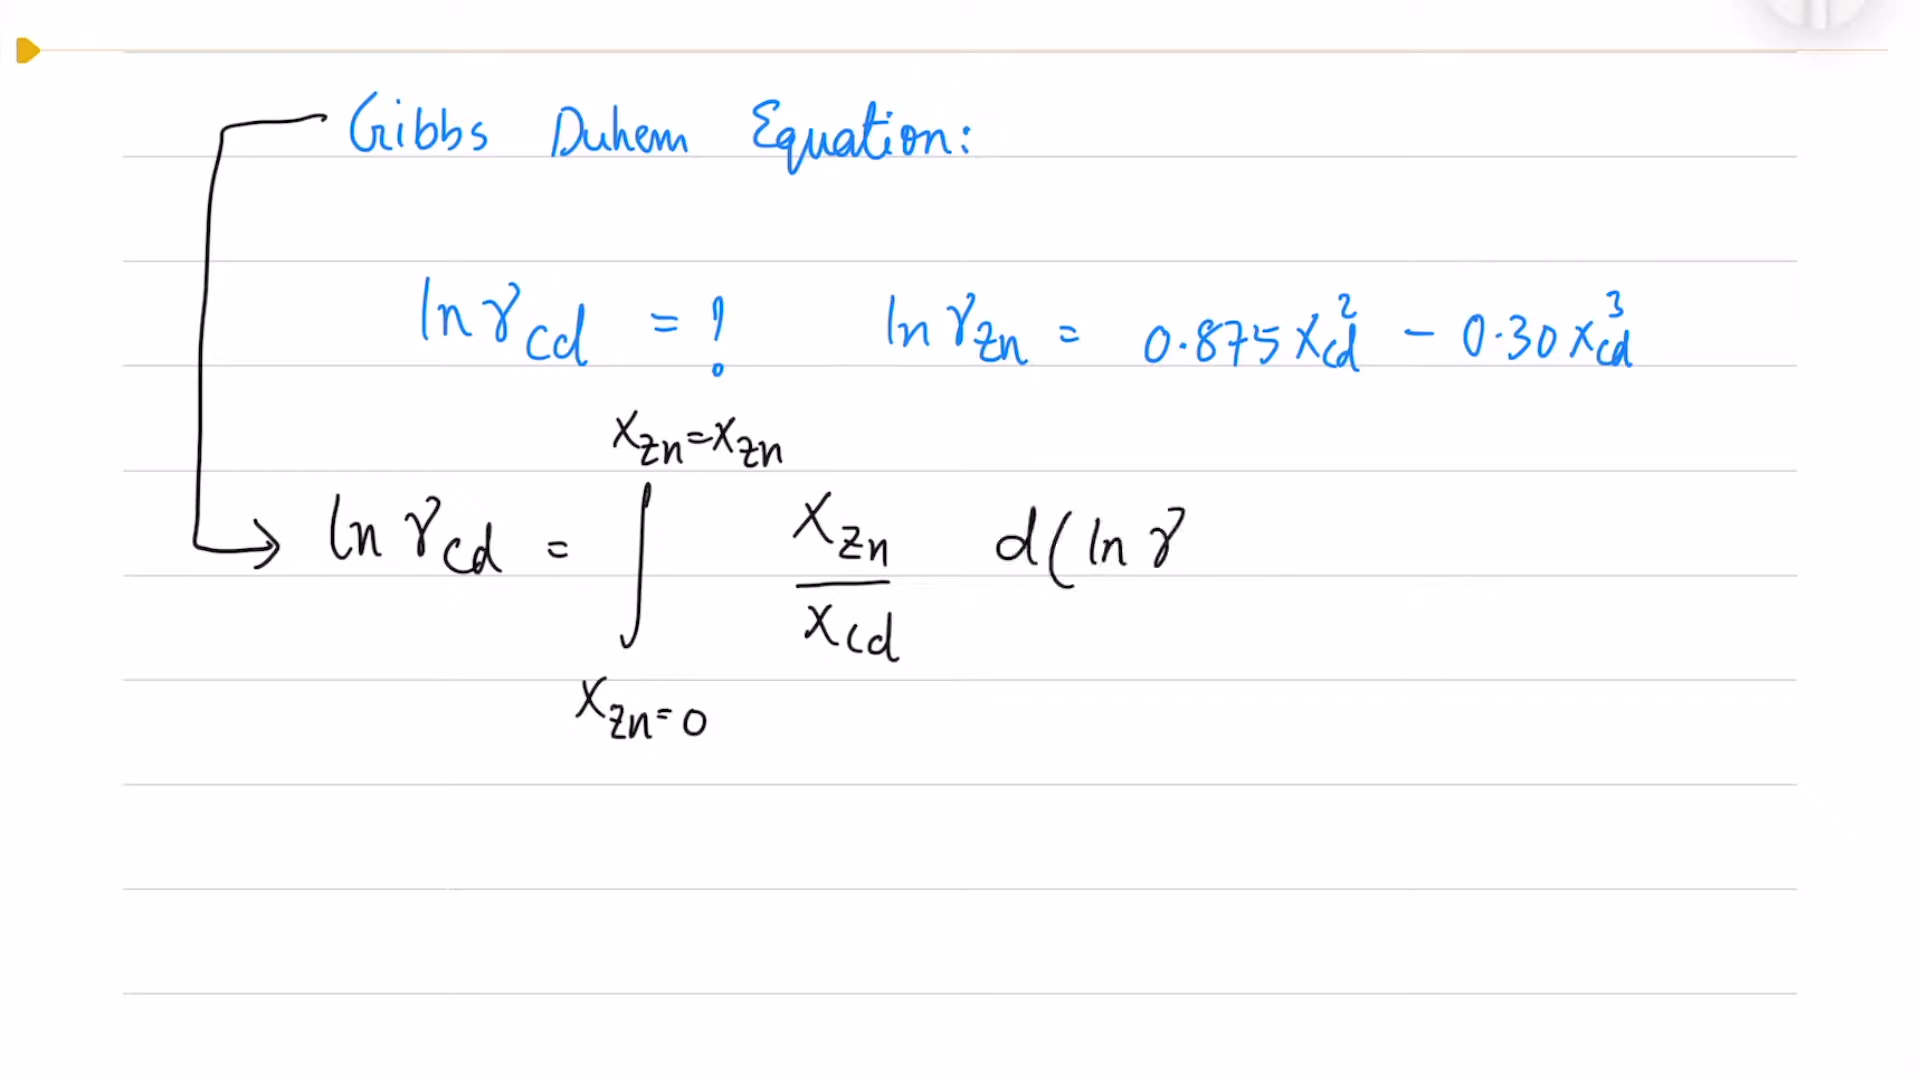 Gibbs Duhem Equation:
ln γcd = ? ln γzn = 0.875 Xcd² - 0.30 Xcd³
Xzn=Xzn
ln γcd = ∫ Xzn/Xcd d(ln γ
Xzn=0